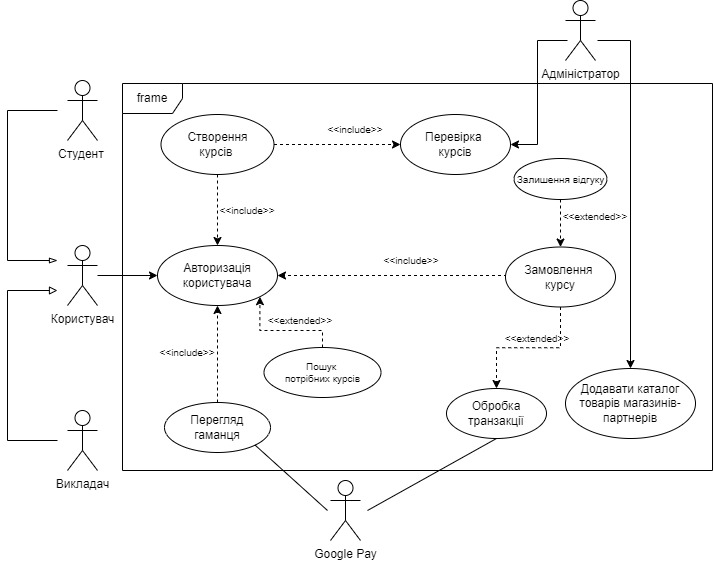 Адміністратор
frame
Створення
курсів
<<include>>
Перевірка
курсів
Студент
Залишення відгуку
<<include>>
<<extended>>
Авторизація
користувача
<<include>>
Замовлення
курсу
Користувач
<<extended>>
<<include>>
<<extended>>
Пошук
потрібних курсів
Додавати каталог
товарів магазинів-
партнерів
Перегляд
гаманця
Обробка
транзакції
Викладач
Google Pay